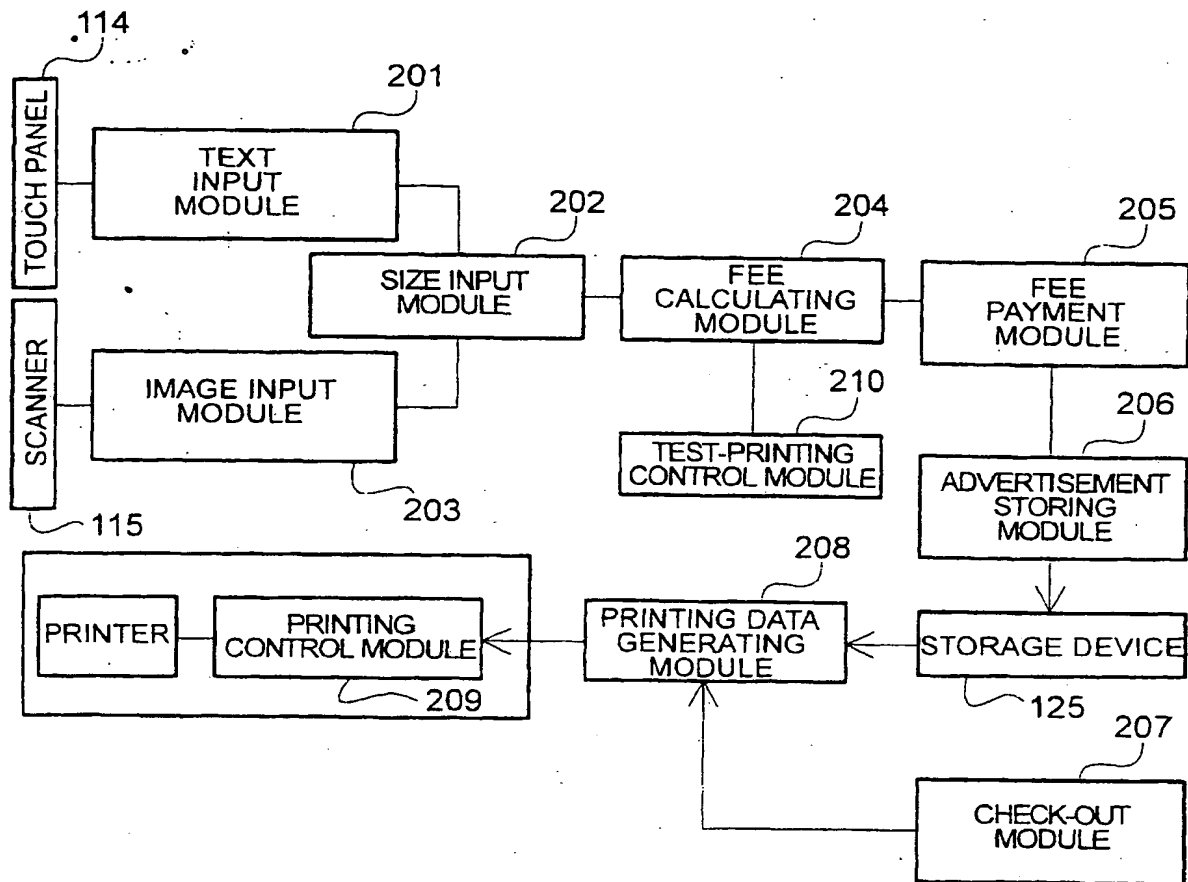 114
201
TOUCH PANEL
TEXT
INPUT
MODULE
202
204
205
SIZE INPUT
MODULE
FEE
CALCULATING
MODULE
FEE
PAYMENT
MODULE
SCANNER
IMAGE INPUT
MODULE
210
206
TEST-PRINTING
CONTROL MODULE
ADVERTISEMENT
STORING
MODULE
115
203
208
PRINTER
PRINTING
CONTROL MODULE
PRINTING DATA
GENERATING
MODULE
STORAGE DEVICE
209
125
207
CHECK-OUT
MODULE